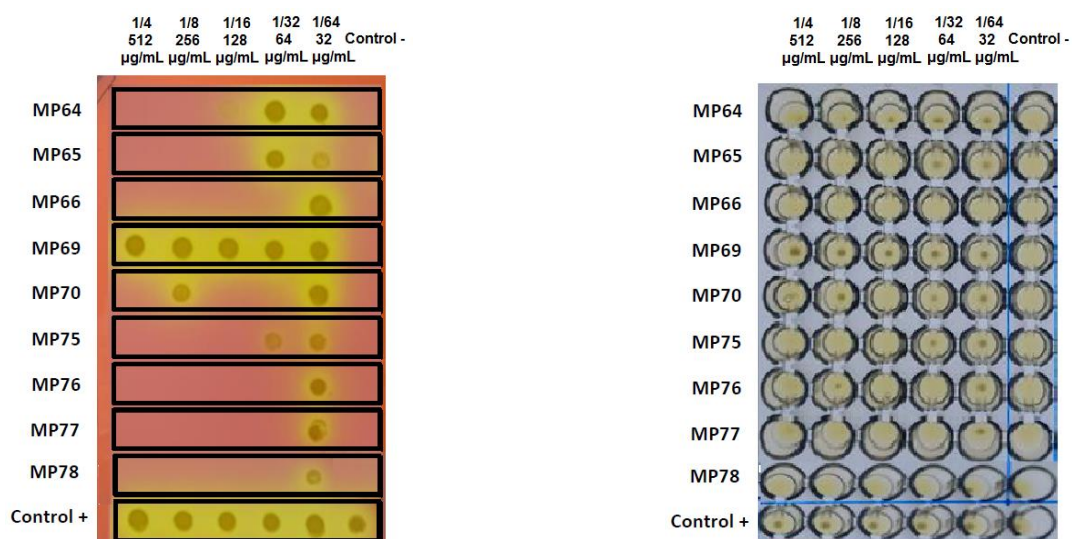 1/4 1/8 1/16 1/32 1/64
512 256 128 64 32 Control -
µg/mL µg/mL µg/mL µg/mL µg/mL
MP64
MP65
MP66
MP69
MP70
MP75
MP76
MP77
MP78
Control +
1/4 1/8 1/16 1/32 1/64
512 256 128 64 32 Control -
µg/mL µg/mL µg/mL µg/mL µg/mL
MP64
MP65
MP66
MP69
MP70
MP75
MP76
MP77
MP78
Control +